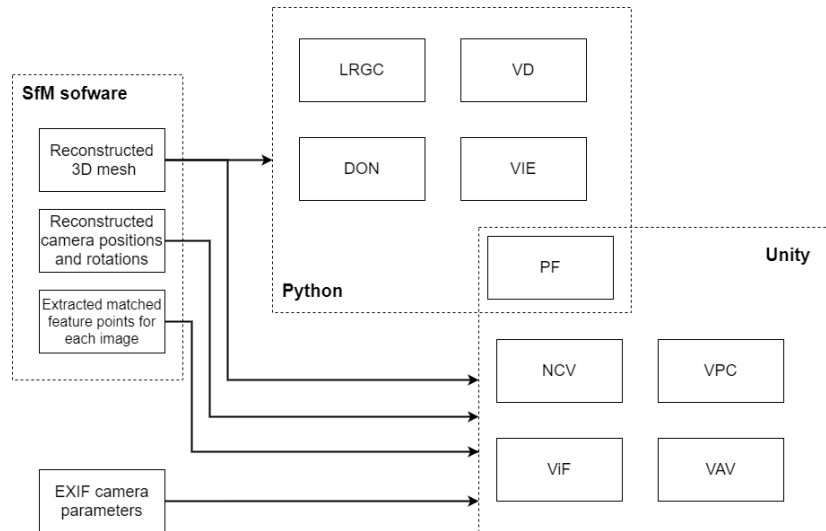 SfM sofware
Reconstructed
3D mesh
Reconstructed
camera positions
and rotations
Extracted matched
feature points for
each image
EXIF camera
parameters
LRGC
VD
DON
VIE
Python
PF
Unity
NCV
VPC
ViF
VAV